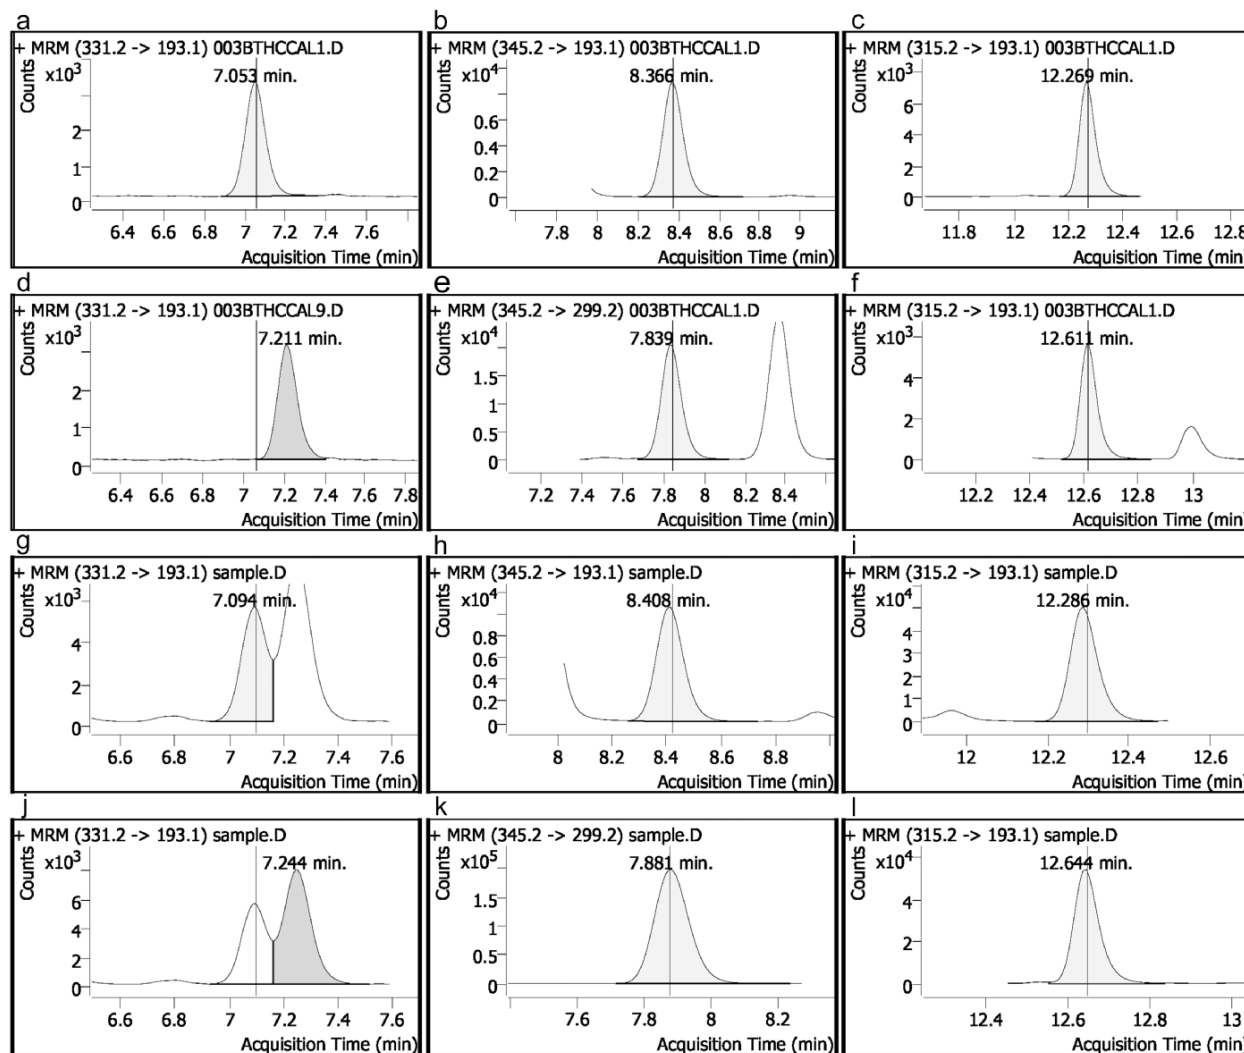 a
+ MRM (331.2 -> 193.1) 003BTHCCAL1.D
Counts
x10³
7.053 min.
2
1
0
6.4 6.6 6.8 7 7.2 7.4 7.6 7.8
Acquisition Time (min)
b
+ MRM (345.2 -> 193.1) 003BTHCCAL1.D
Counts
x10⁴
8.366 min.
0.6
0.4
0.2
0
7.8 8 8.2 8.4 8.6 8.8 9
Acquisition Time (min)
c
+ MRM (315.2 -> 193.1) 003BTHCCAL1.D
Counts
x10³
12.269 min.
6
4
2
0
11.8 12 12.2 12.4 12.6 12.8
Acquisition Time (min)
d
+ MRM (331.2 -> 193.1) 003BTHCCAL9.D
Counts
x10³
7.211 min.
2
1
0
6.4 6.6 6.8 7 7.2 7.4 7.6 7.8
Acquisition Time (min)
e
+ MRM (345.2 -> 299.2) 003BTHCCAL1.D
Counts
x10⁴
7.839 min.
1.5
1
0.5
0
7.2 7.4 7.6 7.8 8 8.2 8.4
Acquisition Time (min)
f
+ MRM (315.2 -> 193.1) 003BTHCCAL1.D
Counts
x10³
12.611 min.
4
2
0
12.2 12.4 12.6 12.8 13
Acquisition Time (min)
g
+ MRM (331.2 -> 193.1) sample.D
Counts
x10³
7.094 min.
4
2
0
6.6 6.8 7 7.2 7.4 7.6
Acquisition Time (min)
h
+ MRM (345.2 -> 193.1) sample.D
Counts
x10⁴
8.408 min.
0.8
0.6
0.4
0.2
0
8 8.2 8.4 8.6 8.8 9
Acquisition Time (min)
i
+ MRM (315.2 -> 193.1) sample.D
Counts
x10⁴
12.286 min.
5
4
3
2
1
0
12 12.2 12.4 12.6
Acquisition Time (min)
j
+ MRM (331.2 -> 193.1) sample.D
Counts
x10³
7.244 min.
6
4
2
0
6.6 6.8 7 7.2 7.4 7.6
Acquisition Time (min)
k
+ MRM (345.2 -> 299.2) sample.D
Counts
x10⁵
7.881 min.
1.5
1
0.5
0
7.6 7.8 8 8.2
Acquisition Time (min)
l
+ MRM (315.2 -> 193.1) sample.D
Counts
x10⁴
12.644 min.
4
2
0
12.4 12.6 12.8 13
Acquisition Time (min)